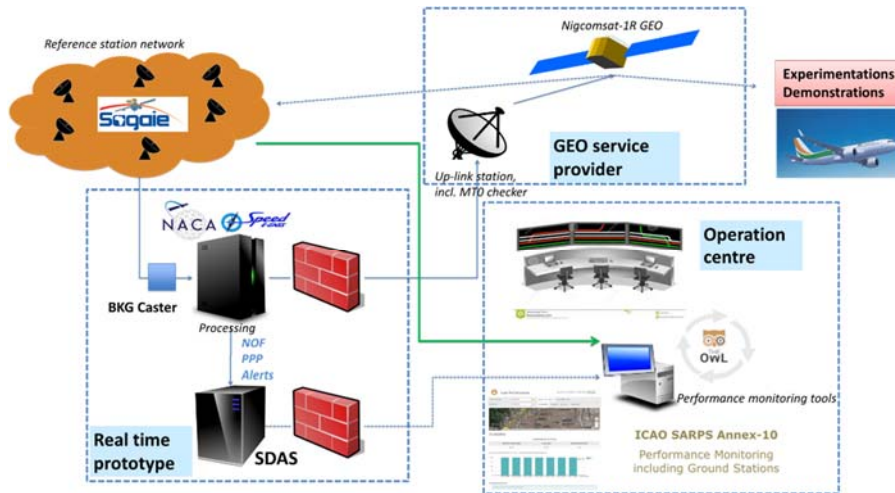 Reference station network
Sagaie
Nigcomsat-1R GEO
Experimentations
Demonstrations
Up-link station,
incl. MT0 checker
GEO service
provider
NACA
Speed
BKG Caster
Processing
NOF
PPP
Alerts
SDAS
Real time
prototype
Operation
centre
THE
OWL
Performance monitoring tools
ICAO SARPS Annex-10
Performance Monitoring
including Ground Stations